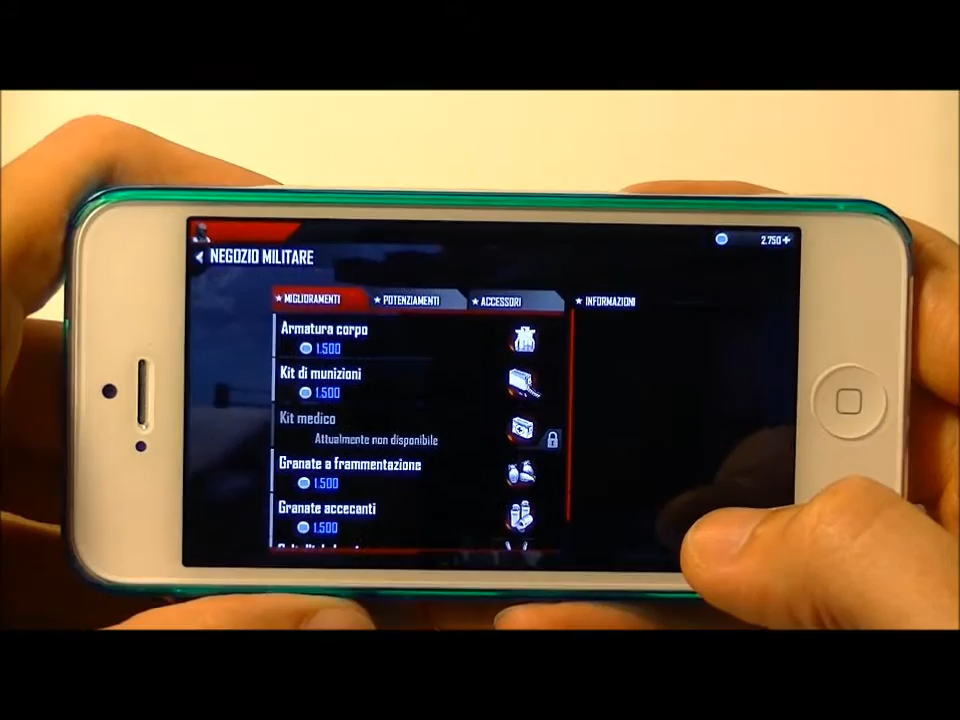 NEGOZIO MILITARE
2.750+
MIGLIORAMENTI
POTENZIAMENTI
ACCESSORI
INFORMAZIONI
Armatura corpo
1.500
Kit di munizioni
1.500
Kit medico
Attualmente non disponibile
Granate a frammentazione
1.500
Granate accecanti
1.500